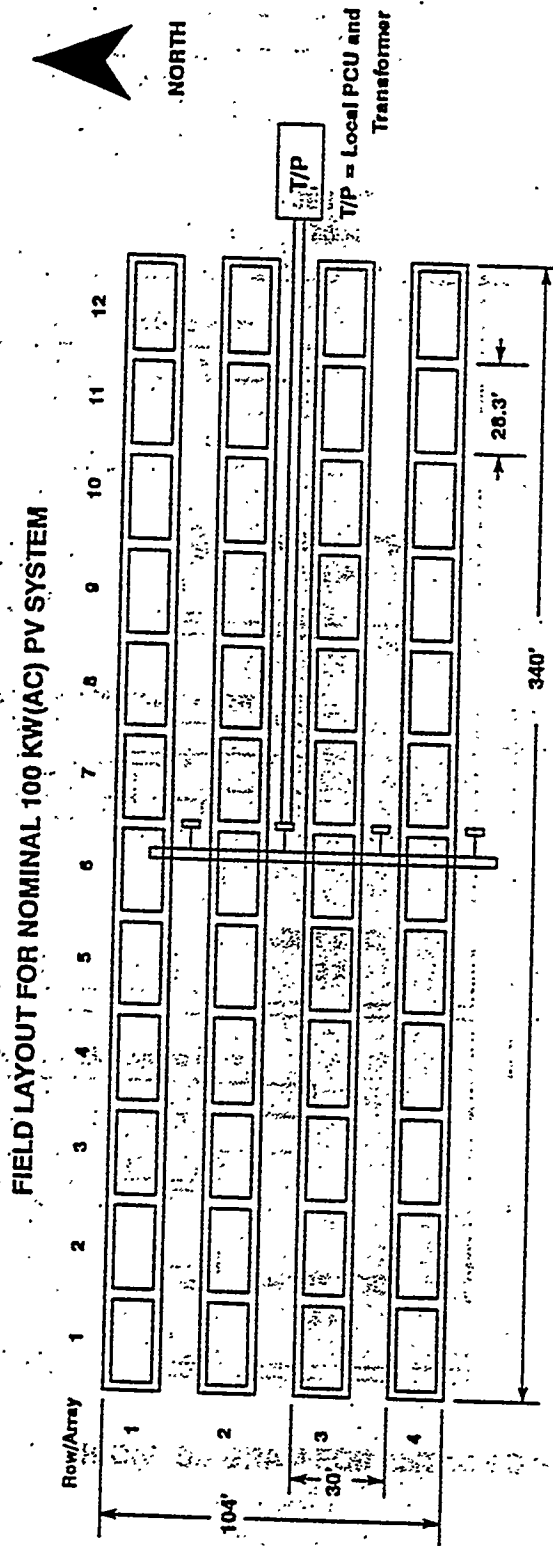 FIELD LAYOUT FOR NOMINAL 100 KW(AC) PV SYSTEM
NORTH
Row/Array
1 2 3 4 5 6 7 8 9 10 11 12
1
2
3
4
T/P
T/P = Local PCU and
Transformer
104'
30'
28.3'
340'